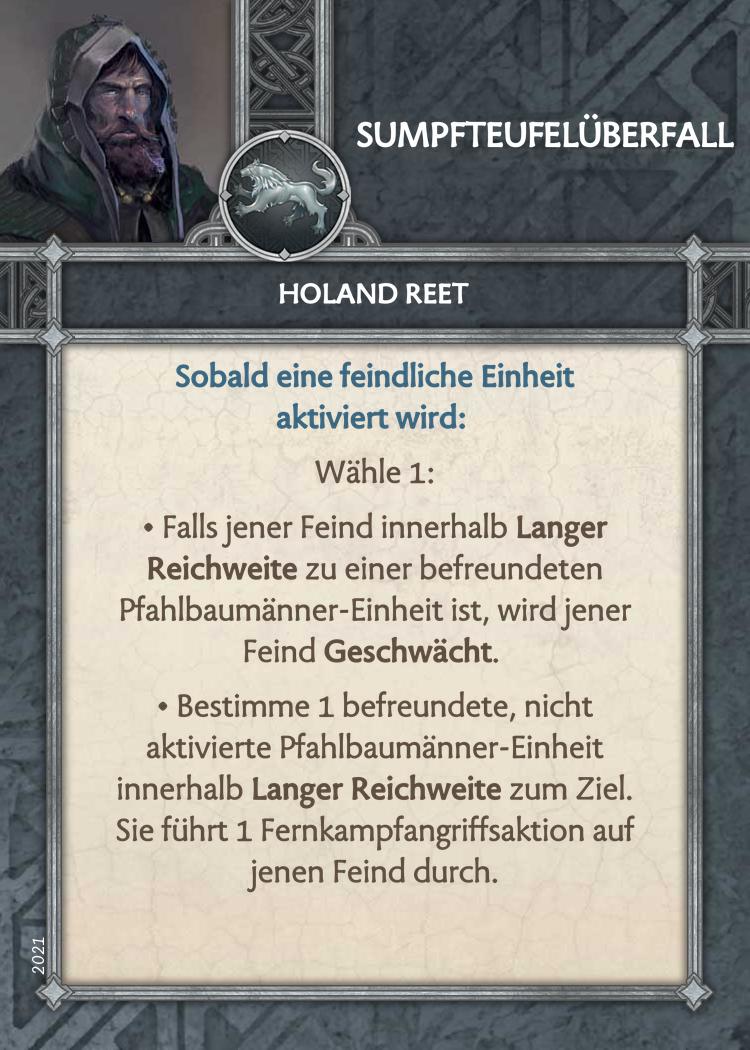 SUMPFTEUFELÜBERFALL
HOLAND REET
Sobald eine feindliche Einheit
aktiviert wird:
Wähle 1:
• Falls jener Feind innerhalb Langer
Reichweite zu einer befreundeten
Pfahlbaumänner-Einheit ist, wird jener
Feind Geschwächt.
• Bestimme 1 befreundete, nicht
aktivierte Pfahlbaumänner-Einheit
innerhalb Langer Reichweite zum Ziel.
Sie führt 1 Fernkampfangriffsaktion auf
jenen Feind durch.
2021